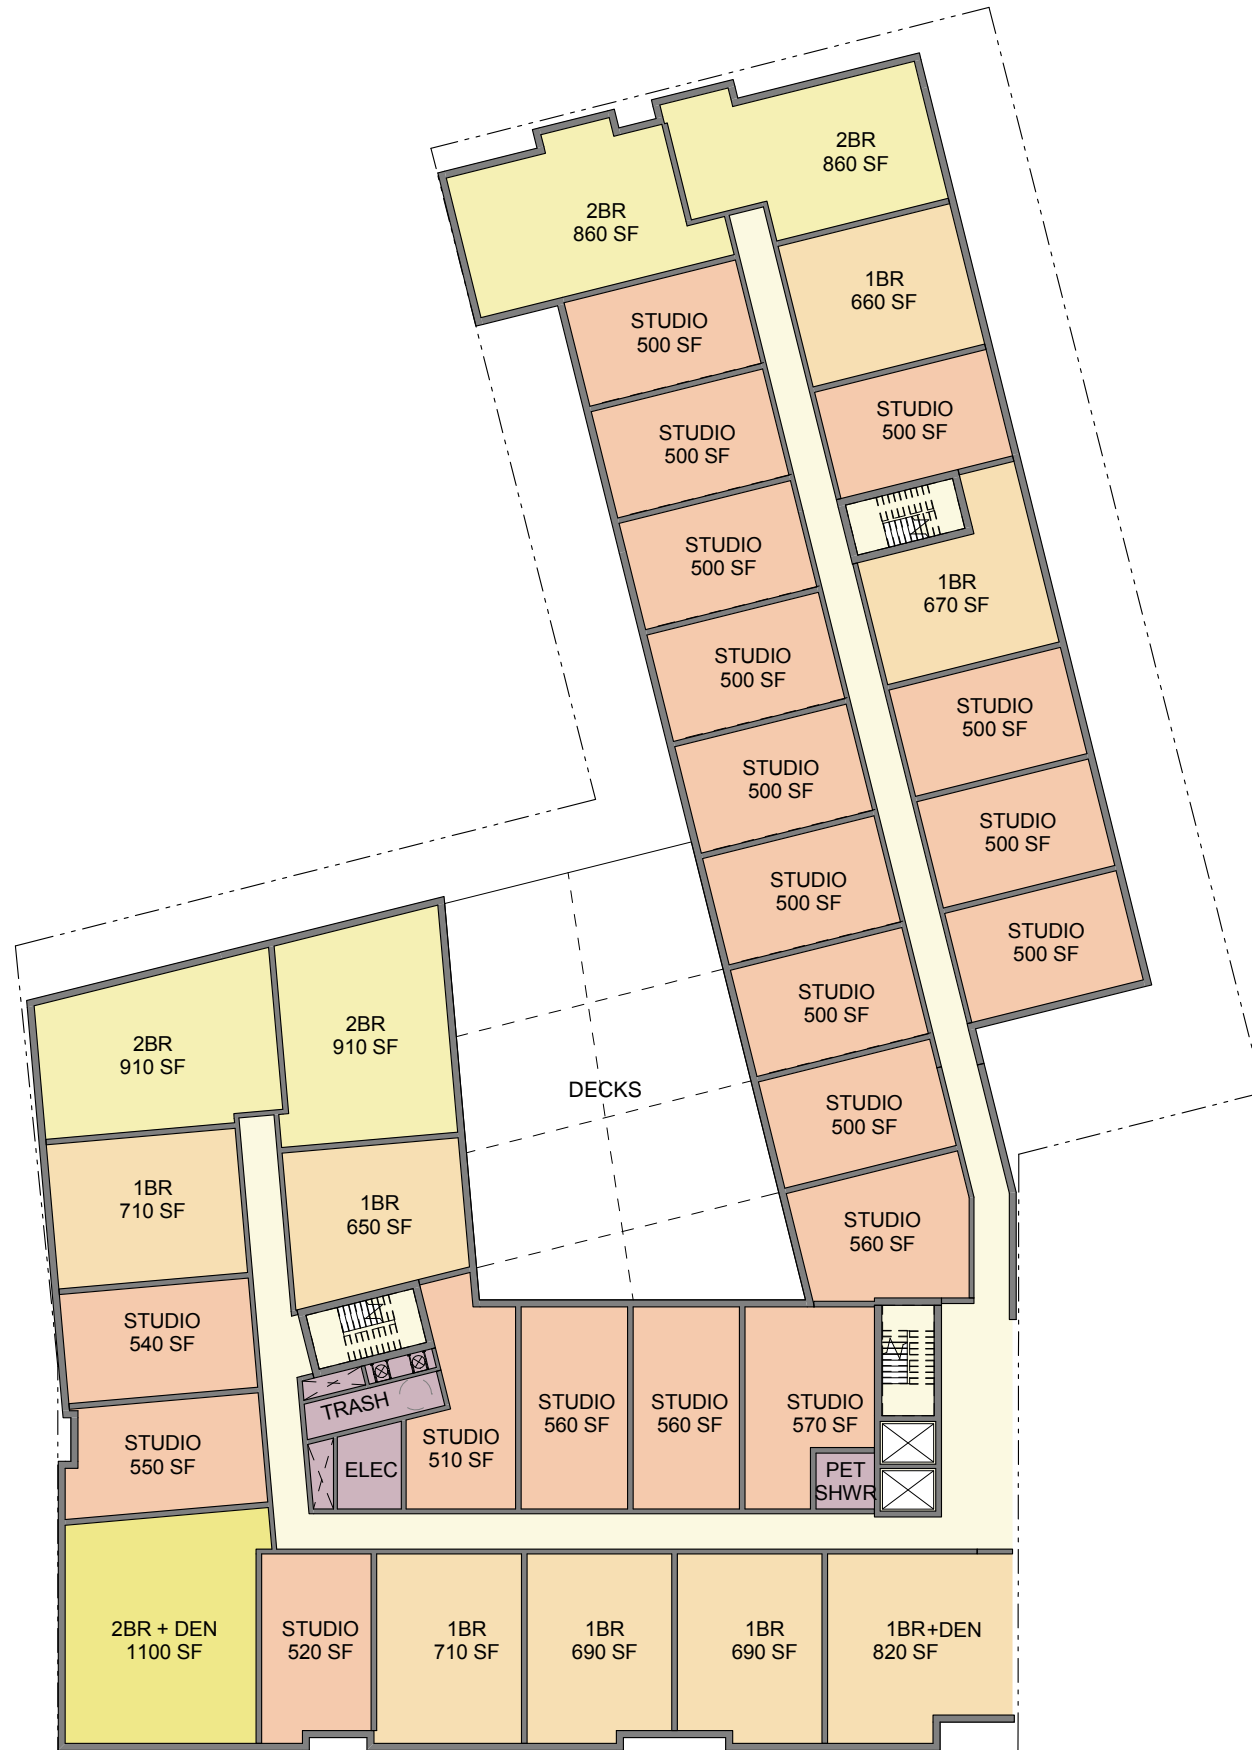 2BR
860 SF
2BR
860 SF
1BR
660 SF
STUDIO
500 SF
STUDIO
500 SF
STUDIO
500 SF
STUDIO
500 SF
1BR
670 SF
STUDIO
500 SF
STUDIO
500 SF
STUDIO
500 SF
STUDIO
500 SF
STUDIO
500 SF
STUDIO
500 SF
STUDIO
500 SF
STUDIO
500 SF
2BR
910 SF
2BR
910 SF
DECKS
STUDIO
500 SF
1BR
710 SF
1BR
650 SF
STUDIO
560 SF
STUDIO
540 SF
TRASH
STUDIO
560 SF
STUDIO
560 SF
STUDIO
570 SF
STUDIO
550 SF
STUDIO
510 SF
ELEC
PET
SHWR
2BR + DEN
1100 SF
STUDIO
520 SF
1BR
710 SF
1BR
690 SF
1BR
690 SF
1BR+DEN
820 SF